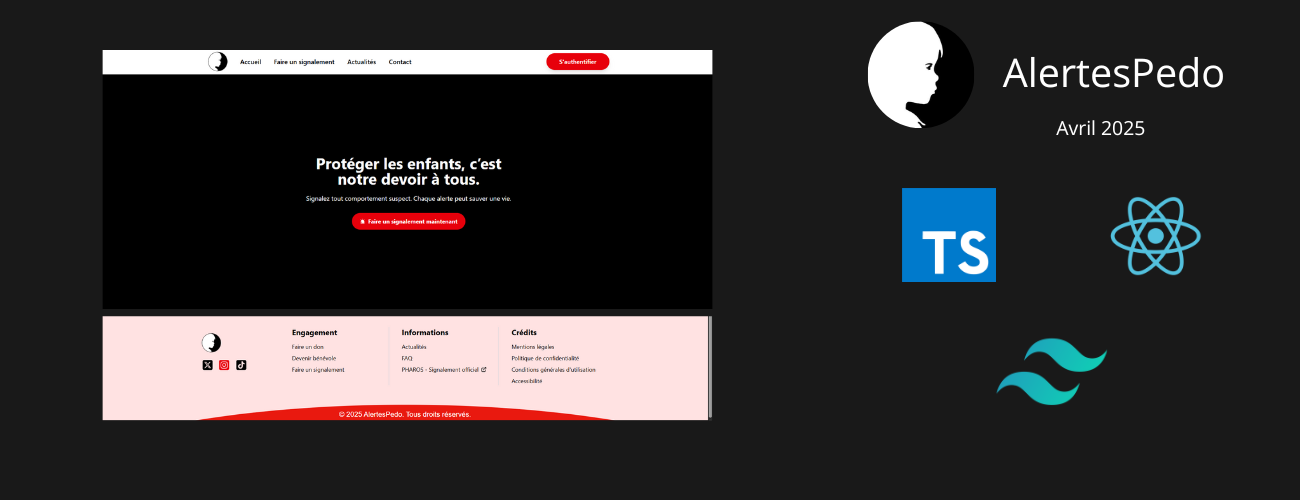 Accueil
Faire un signalement
Actualités
Contact
S'authentifier
Protéger les enfants, c'est
notre devoir à tous.
Signalez tout comportement suspect. Chaque alerte peut sauver une vie.
Faire un signalement maintenant
Engagement
Faire un don
Devenir bénévole
Faire un signalement
Informations
Actualités
FAQ
PHAROS - Signalement officiel
Crédits
Mentions légales
Politique de confidentialité
Conditions générales d'utilisation
Accessibilité
© 2025 AlertesPedo. Tous droits réservés.
AlertesPedo
Avril 2025
TS